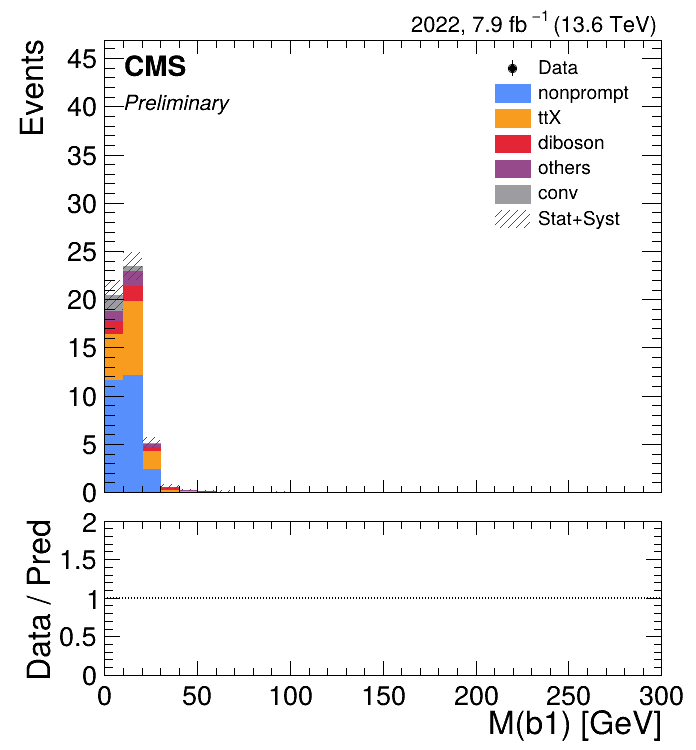 2022, 7.9 fb⁻¹ (13.6 TeV)
CMS
Preliminary
Events
45
40
35
30
25
20
15
10
5
0
Data
nonprompt
ttX
diboson
others
conv
Stat+Syst
Data / Pred
2
1.5
1
0.5
0
0 50 100 150 200 250 300
M(b1) [GeV]